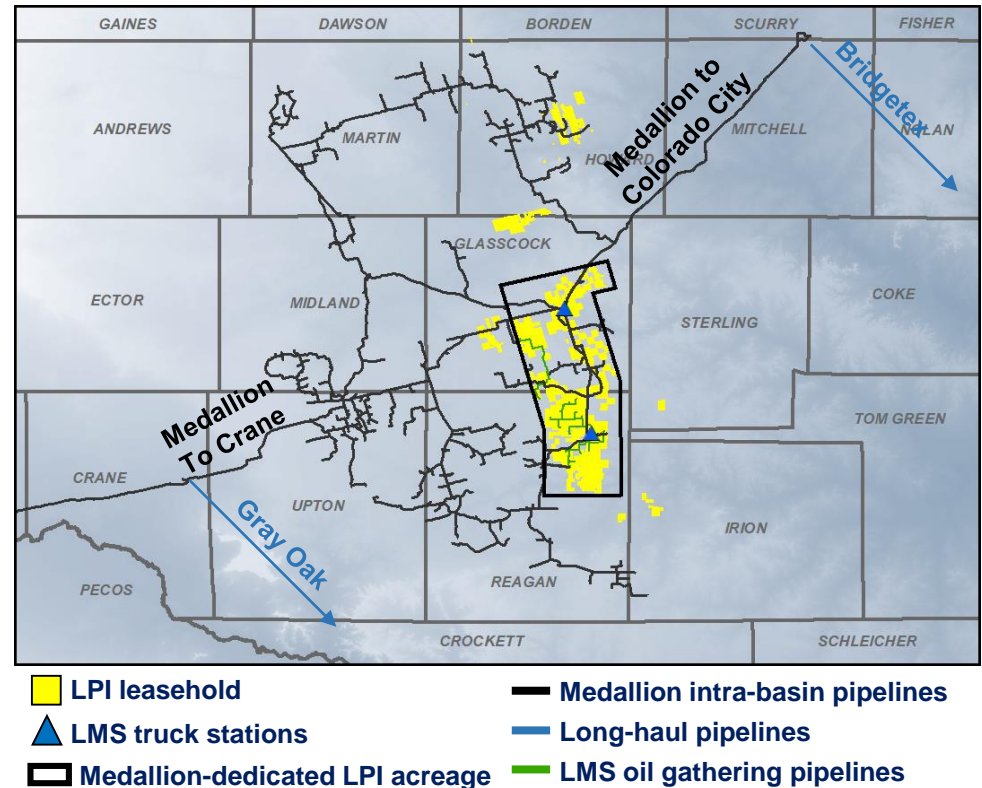 GAINES
DAWSON
BORDEN
SCURRY
FISHER
ANDREWS
MARTIN
HOWARD
MITCHELL
NOLAN
Medallion to
Colorado City
Bridgetex
ECTOR
MIDLAND
GLASSCOCK
STERLING
COKE
TOM GREEN
Medallion
To Crane
CRANE
UPTON
Gray Oak
REAGAN
IRION
PECOS
CROCKETT
SCHLEICHER
LPI leasehold
LMS truck stations
Medallion-dedicated LPI acreage
Medallion intra-basin pipelines
Long-haul pipelines
LMS oil gathering pipelines